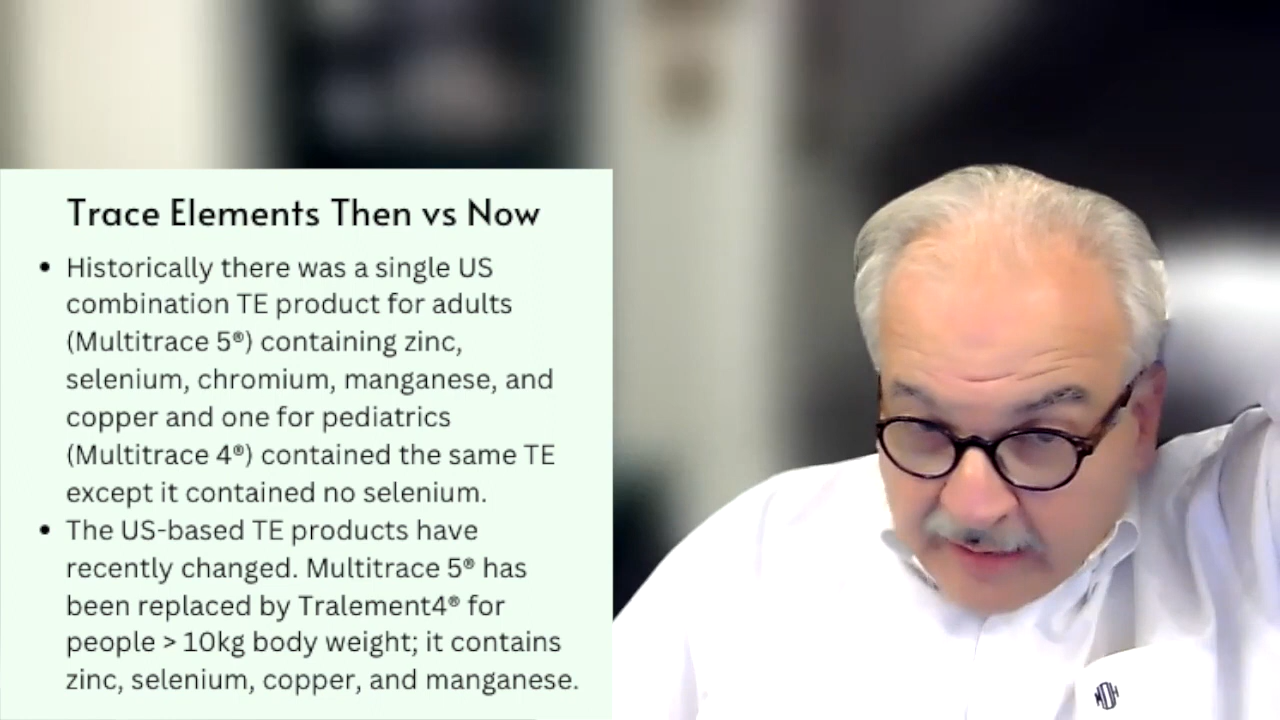 Trace Elements Then vs Now
• Historically there was a single US
combination TE product for adults
(Multitrace 5®) containing zinc,
selenium, chromium, manganese, and
copper and one for pediatrics
(Multitrace 4®) contained the same TE
except it contained no selenium.
• The US-based TE products have
recently changed. Multitrace 5® has
been replaced by Tralement4® for
people > 10kg body weight; it contains
zinc, selenium, copper, and manganese.